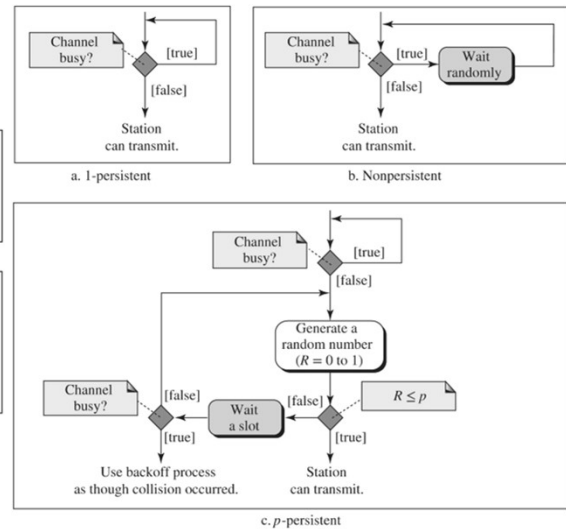 Channel
busy?
[true]
[false]
Station
can transmit.
a. 1-persistent
Channel
busy?
[true]
Wait
randomly
[false]
Station
can transmit.
b. Nonpersistent
Channel
busy?
[true]
[false]
Generate a
random number
(R = 0 to 1)
Channel
busy?
[false]
Wait
a slot
[false]
R ≤ p
[true]
[true]
Use backoff process
as though collision occurred.
Station
can transmit.
c. p-persistent